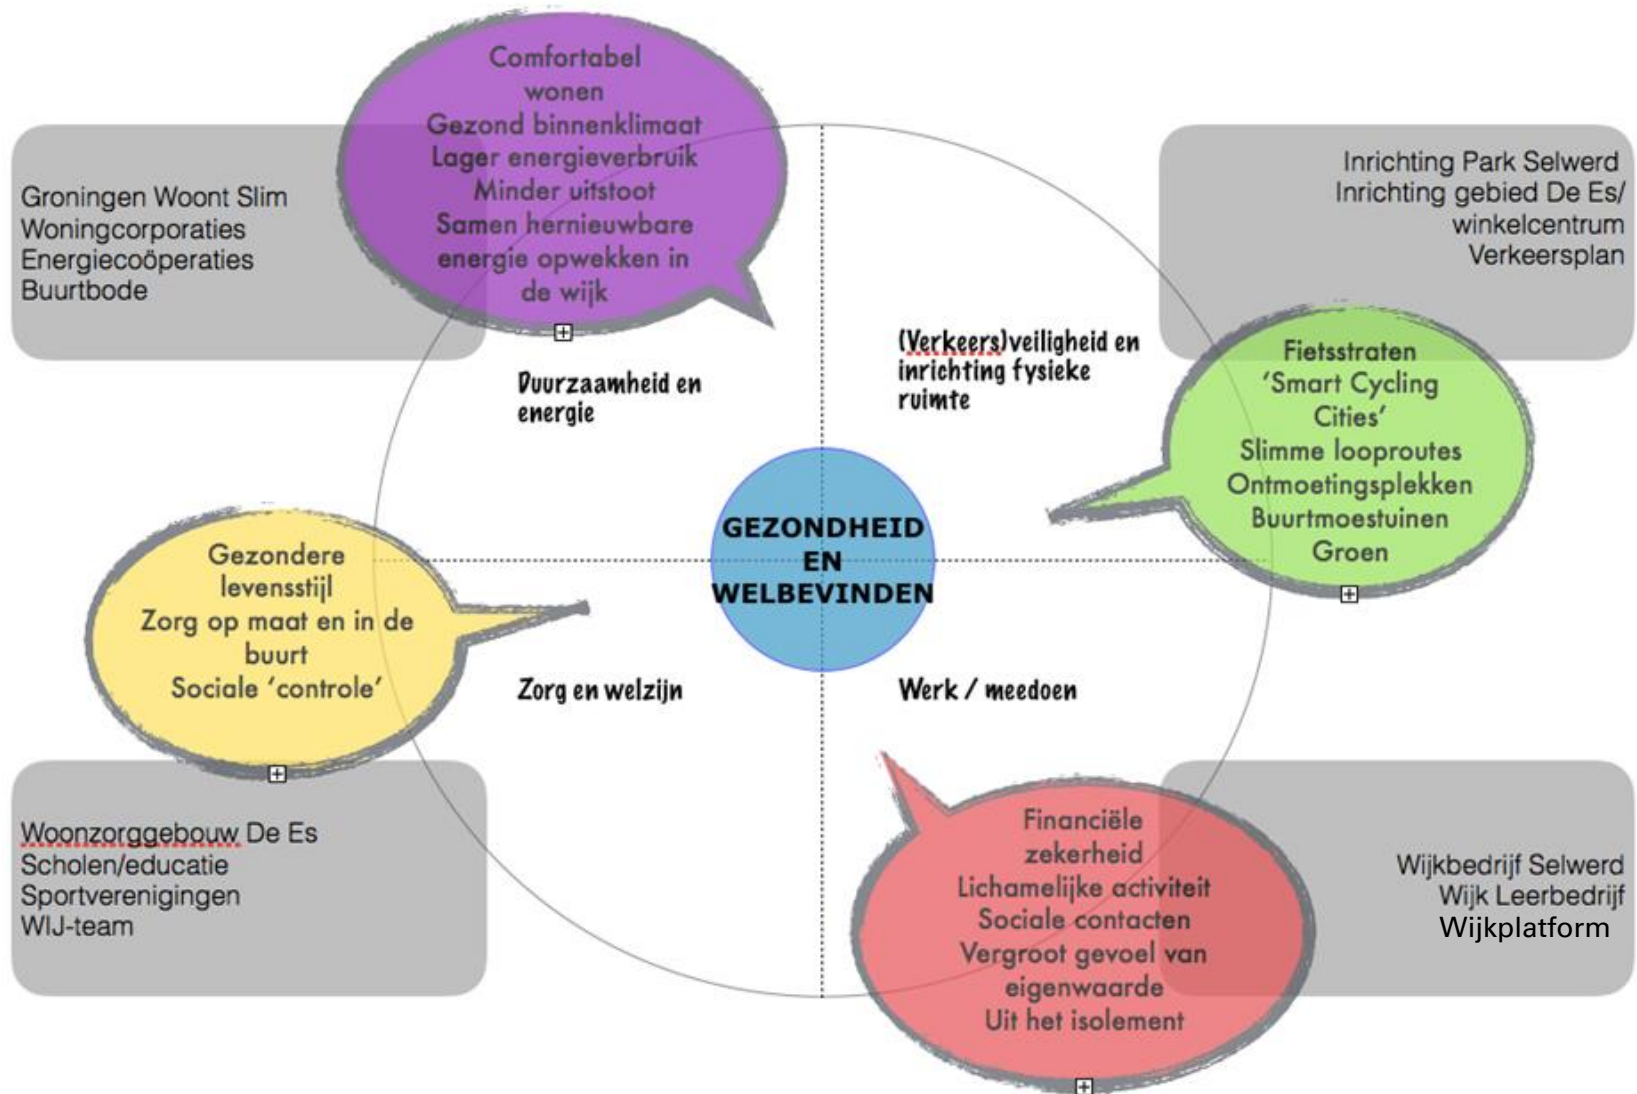 Comfortabel
wonen
Gezond binnenklimaat
Lager energieverbruik
Minder uitstoot
Samen hernieuwbare
energie opwekken in
de wijk
Groningen Woont Slim
Woningcorporaties
Energiecoöperaties
Buurtbode
Duurzaamheid en
energie
Inrichting Park Selwerd
Inrichting gebied De Es/
winkelcentrum
Verkeersplan
(Verkeers)veiligheid en
inrichting fysieke
ruimte
Fietsstraten
‘Smart Cycling
Cities’
Slimme looproutes
Ontmoetingsplekken
Buurtmoestuinen
Groen
GEZONDHEID
EN
WELBEVINDEN
Gezondere
levensstijl
Zorg op maat en in de
buurt
Sociale ‘controle’
Zorg en welzijn
Woonzorggebouw De Es
Scholen/educatie
Sportverenigingen
WIJ-team
Werk / meedoen
Financiële
zekerheid
Lichamelijke activiteit
Sociale contacten
Vergroot gevoel van
eigenwaarde
Uit het isolement
Wijkbedrijf Selwerd
Wijk Leerbedrijf
Wijkplatform